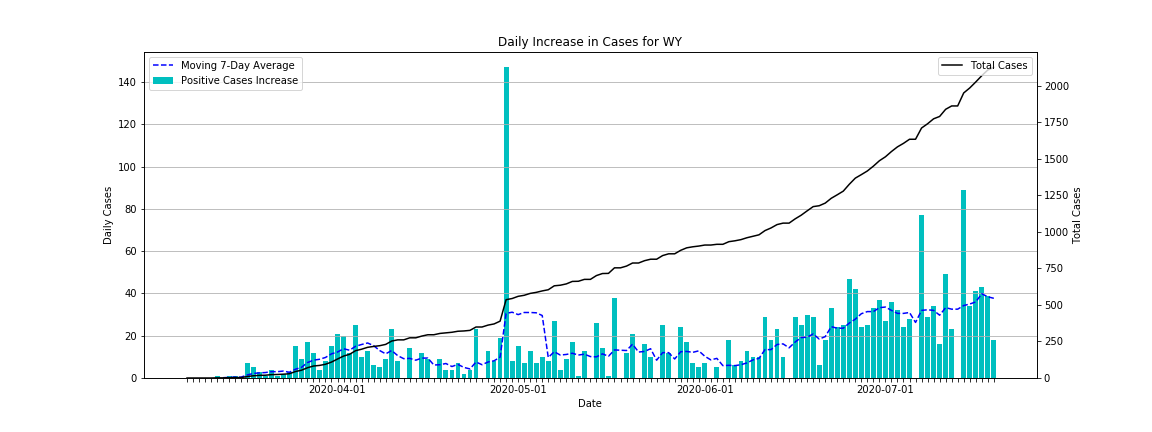 Daily Increase in Cases for WY
Moving 7-Day Average
Positive Cases Increase
Total Cases
140
120
100
80
60
40
20
0
Daily Cases
2000
1750
1500
1250
1000
750
500
250
0
Total Cases
2020-04-01 2020-05-01 2020-06-01 2020-07-01
Date